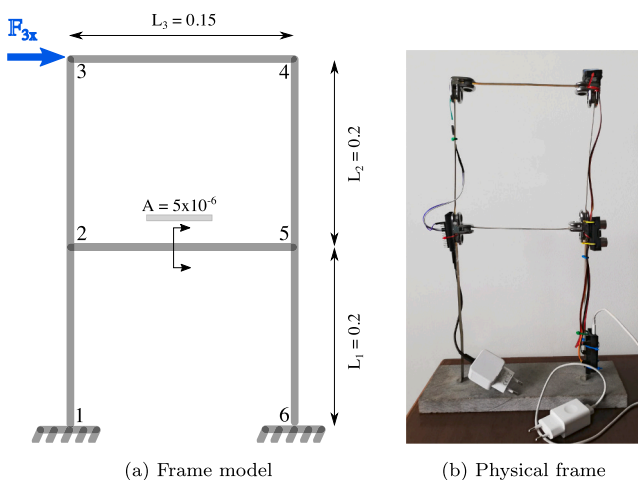 L₃ = 0.15
𝔽₃ₓ
3 4
L₂ = 0.2
A = 5x10⁻⁶
2 5
L₁ = 0.2
1 6
(a) Frame model (b) Physical frame